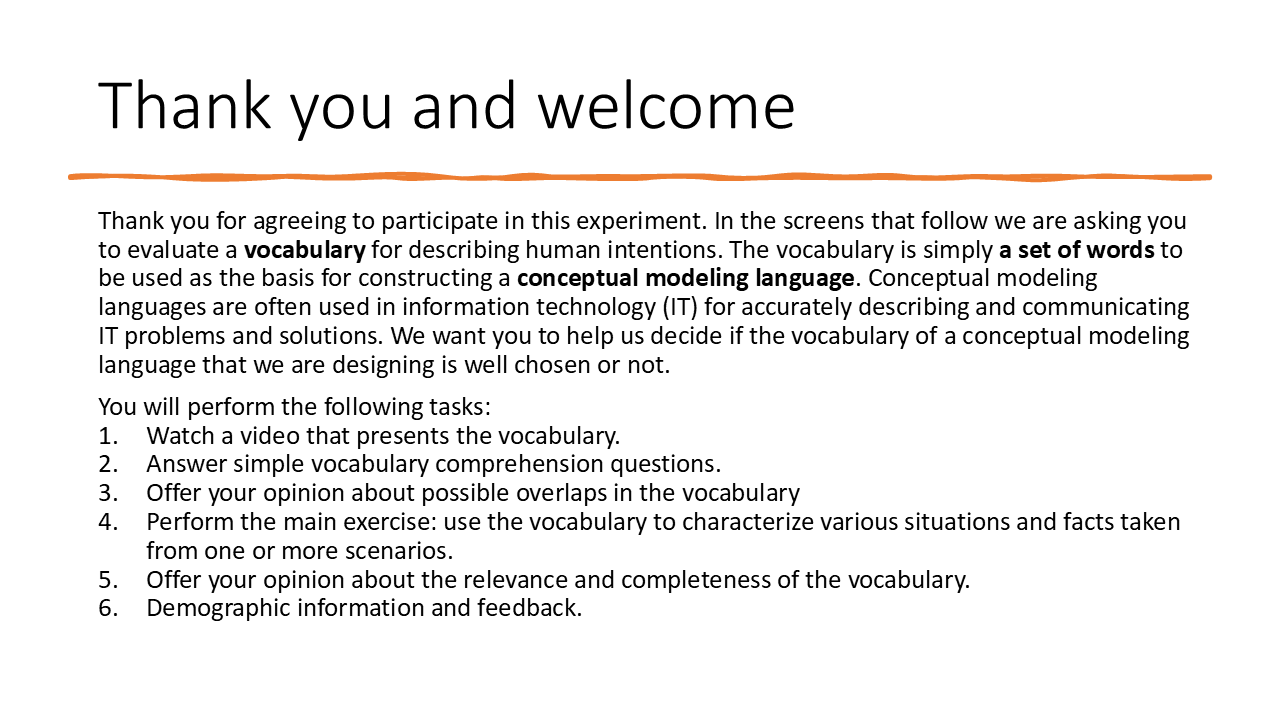 Thank you and welcome
Thank you for agreeing to participate in this experiment. In the screens that follow we are asking you
to evaluate a vocabulary for describing human intentions. The vocabulary is simply a set of words to
be used as the basis for constructing a conceptual modeling language. Conceptual modeling
languages are often used in information technology (IT) for accurately describing and communicating
IT problems and solutions. We want you to help us decide if the vocabulary of a conceptual modeling
language that we are designing is well chosen or not.
You will perform the following tasks:
1. Watch a video that presents the vocabulary.
2. Answer simple vocabulary comprehension questions.
3. Offer your opinion about possible overlaps in the vocabulary
4. Perform the main exercise: use the vocabulary to characterize various situations and facts taken
from one or more scenarios.
5. Offer your opinion about the relevance and completeness of the vocabulary.
6. Demographic information and feedback.